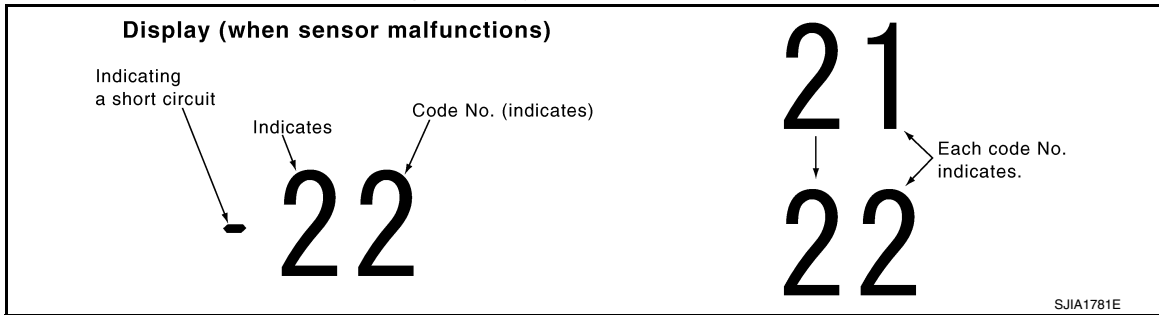 Display (when sensor malfunctions)
Indicating
a short circuit
Indicates
Code No. (indicates)
- 22
21
Each code No.
indicates.
22
SJIA1781E